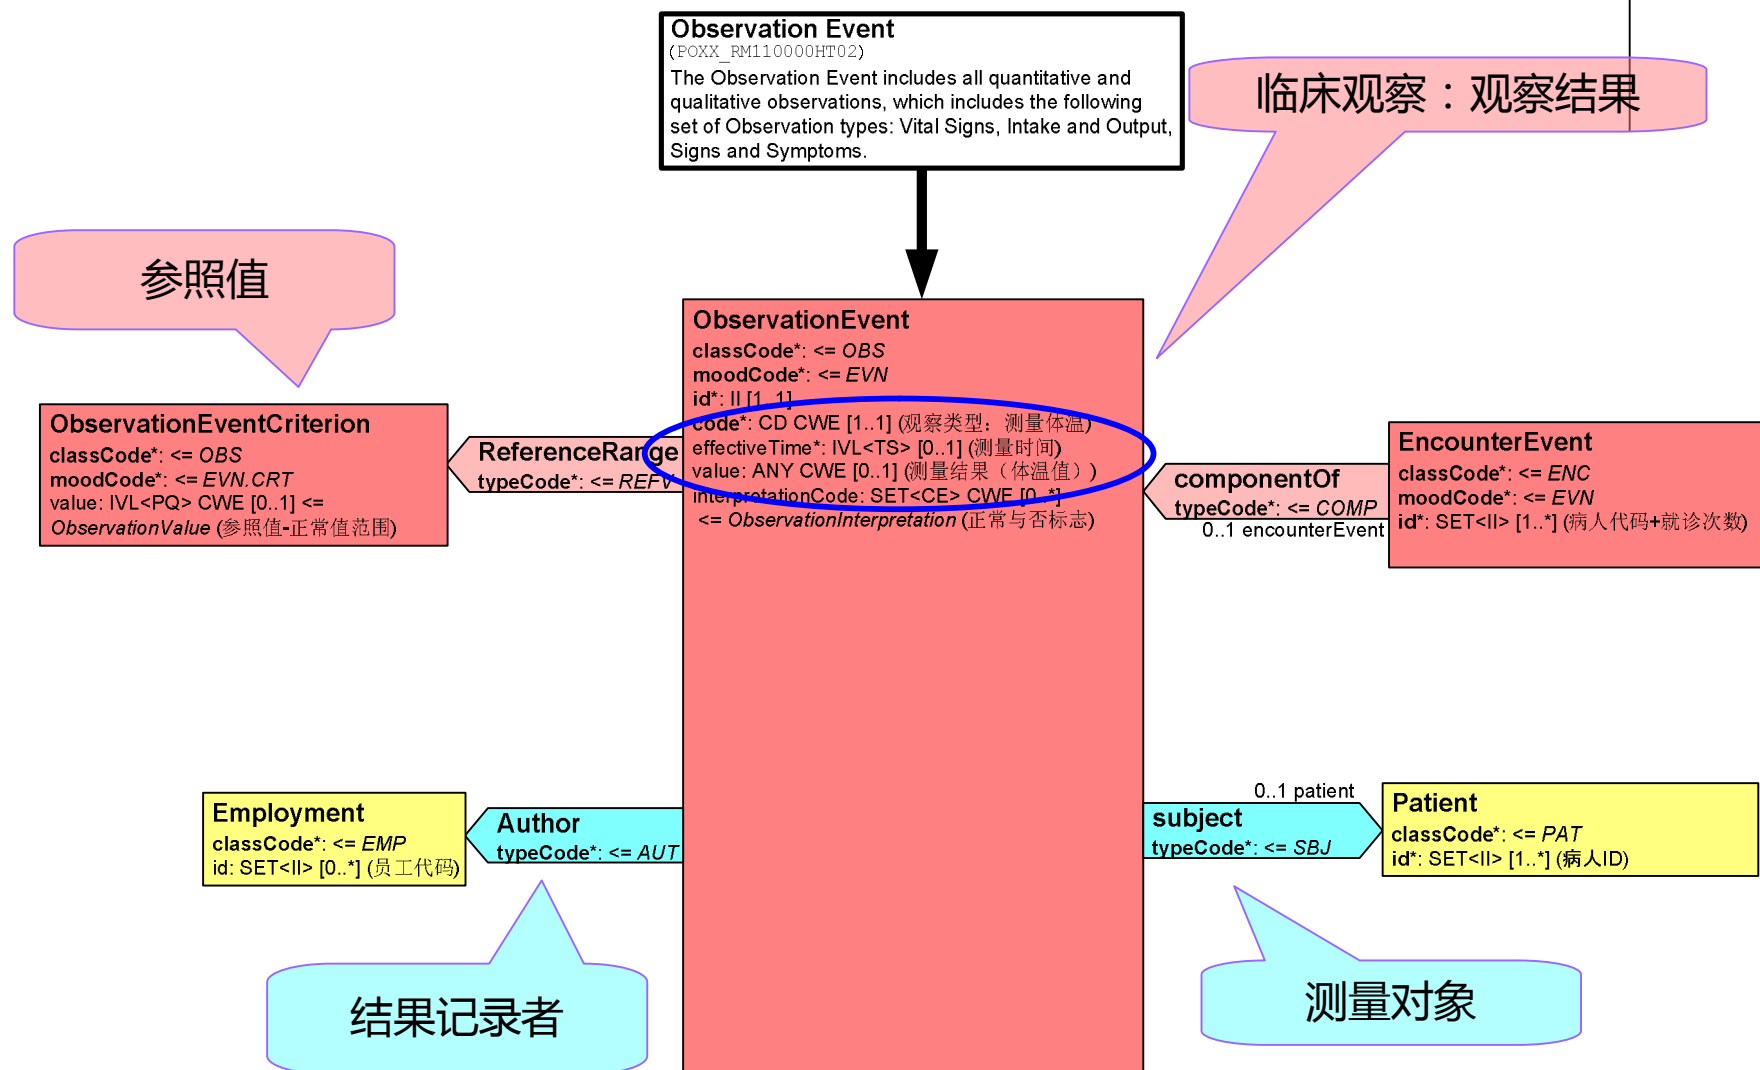 Observation Event
(POXX_RM110000HT02)
The Observation Event includes all quantitative and
qualitative observations, which includes the following
set of Observation types: Vital Signs, Intake and Output,
Signs and Symptoms.
临床观察：观察结果
参照值
ObservationEvent
classCode*: <= OBS
moodCode*: <= EVN
id*: II [1..1]
code*: CD CWE [1..1] (观察类型：测量体温)
effectiveTime*: IVL<TS> [0..1] (测量时间)
value: ANY CWE [0..1] (测量结果（体温值）)
interpretationCode: SET<CE> CWE [0..*]
<= ObservationInterpretation (正常与否标志)
ObservationEventCriterion
classCode*: <= OBS
moodCode*: <= EVN.CRT
value: IVL<PQ> CWE [0..1] <=
ObservationValue (参照值-正常值范围)
ReferenceRange
typeCode*: <= REFV
componentOf
typeCode*: <= COMP
0..1 encounterEvent
EncounterEvent
classCode*: <= ENC
moodCode*: <= EVN
id*: SET<II> [1..*] (病人代码+就诊次数)
Employment
classCode*: <= EMP
id: SET<II> [0..*] (员工代码)
Author
typeCode*: <= AUT
0..1 patient
subject
typeCode*: <= SBJ
Patient
classCode*: <= PAT
id*: SET<II> [1..*] (病人ID)
结果记录者
测量对象